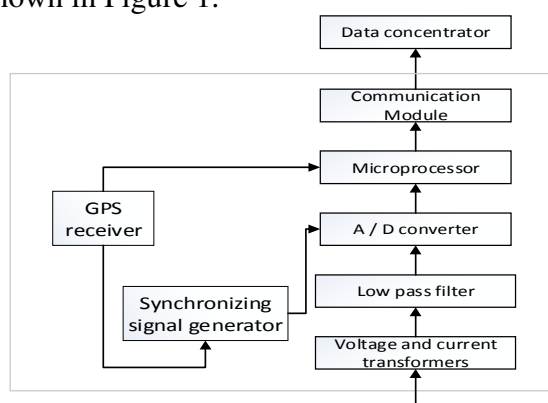 shown in Figure 1.
Data concentrator
Communication
Module
Microprocessor
GPS
receiver
A / D converter
Synchronizing
signal generator
Low pass filter
Voltage and current
transformers